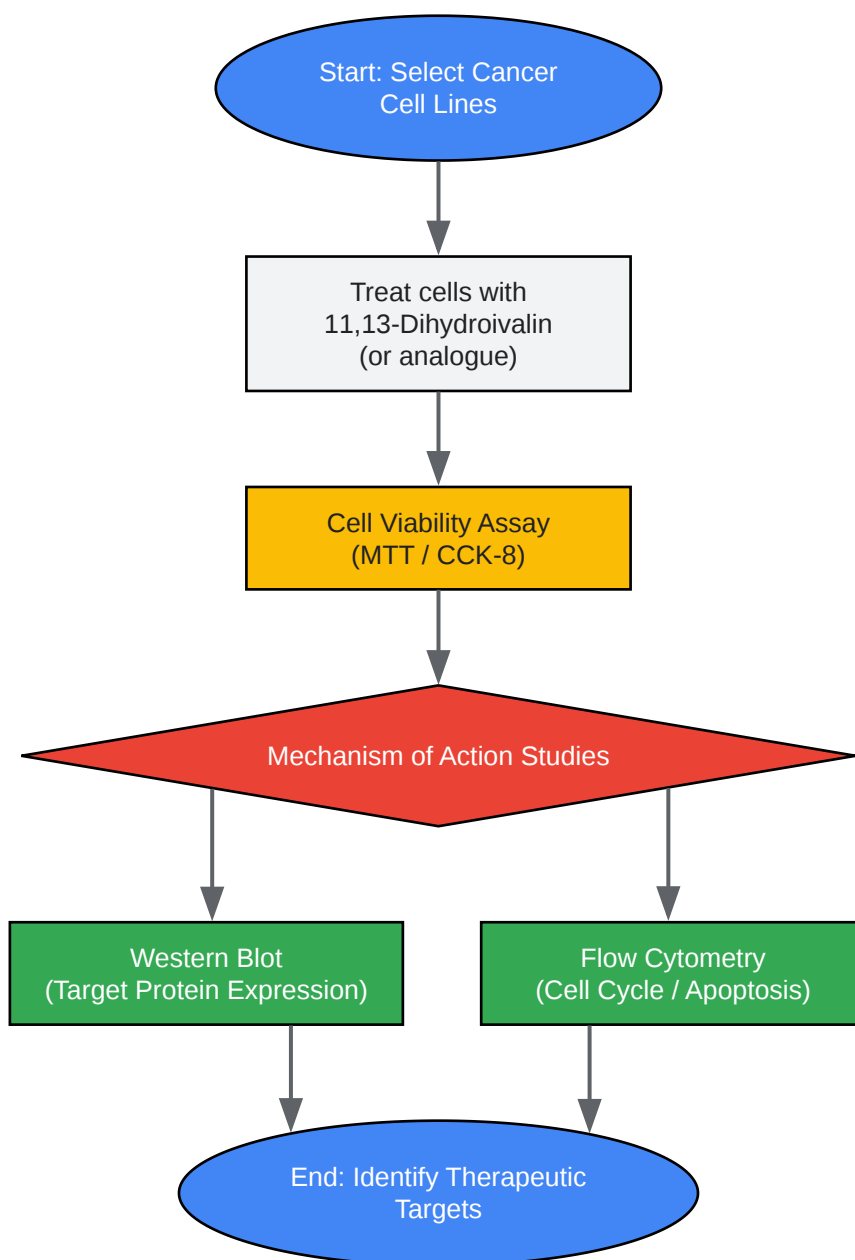 Start: Select Cancer
Cell Lines
Treat cells with
11,13-Dihydroivalin
(or analogue)
Cell Viability Assay
(MTT / CCK-8)
Mechanism of Action Studies
Western Blot
(Target Protein Expression)
Flow Cytometry
(Cell Cycle / Apoptosis)
End: Identify Therapeutic
Targets